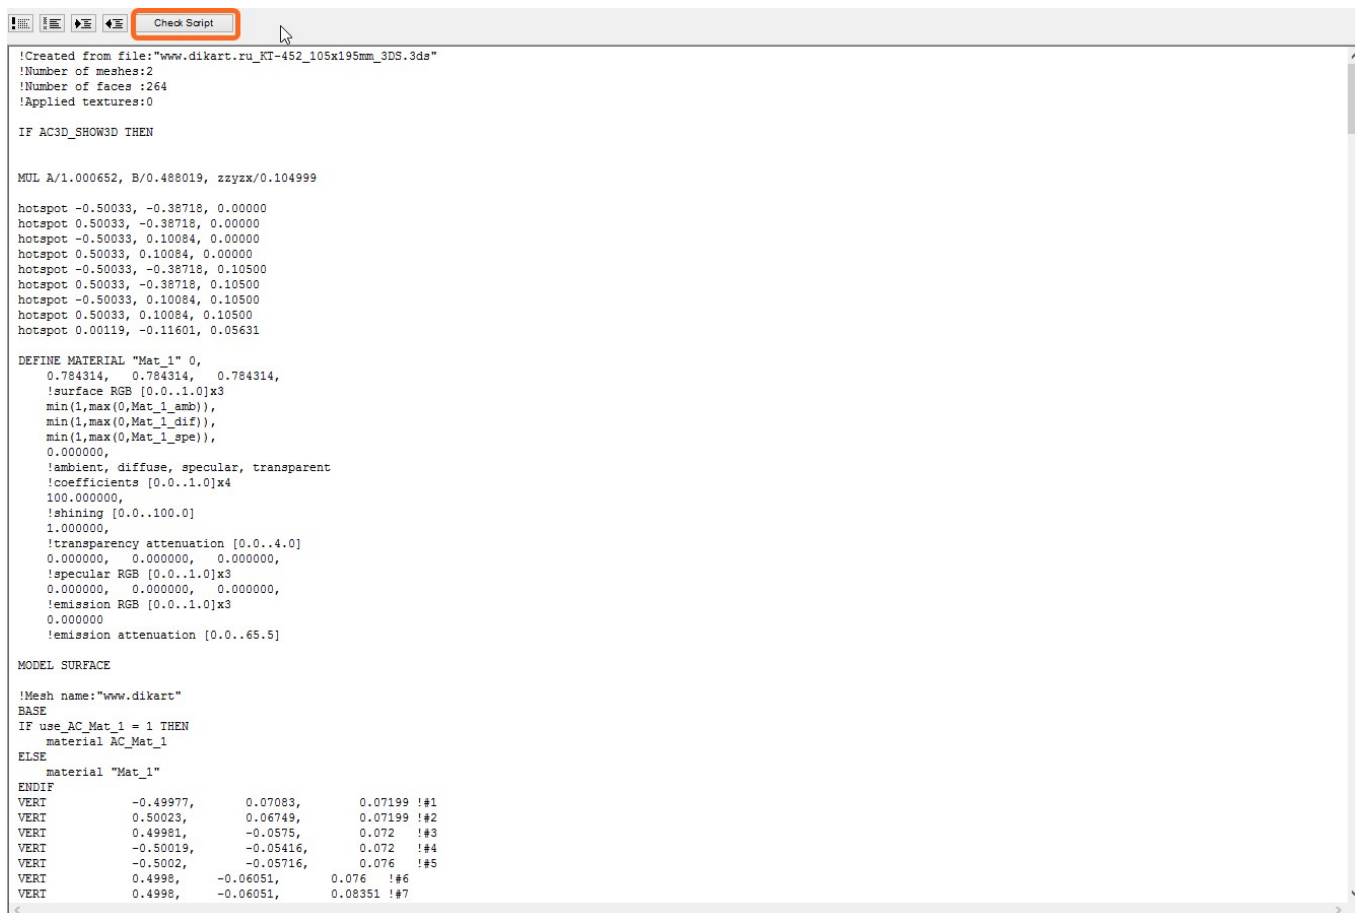 Check Script
!Created from file:"www.dikart.ru_KT-452_105x195mm_3DS.3ds"
!Number of meshes:2
!Number of faces :264
!Applied textures:0
IF AC3D_SHOW3D THEN
MUL A/1.000652, B/0.488019, zzyzx/0.104999
hotspot -0.50033, -0.38718, 0.00000
hotspot 0.50033, -0.38718, 0.00000
hotspot -0.50033, 0.10084, 0.00000
hotspot 0.50033, 0.10084, 0.00000
hotspot -0.50033, -0.38718, 0.10500
hotspot 0.50033, -0.38718, 0.10500
hotspot -0.50033, 0.10084, 0.10500
hotspot 0.50033, 0.10084, 0.10500
hotspot 0.00119, -0.11601, 0.05631
DEFINE MATERIAL "Mat_1" 0,
0.784314, 0.784314, 0.784314,
!surface RGB [0.0..1.0]x3
min(1,max(0,Mat_1_amb)),
min(1,max(0,Mat_1_dif)),
min(1,max(0,Mat_1_spe)),
0.000000,
!ambient, diffuse, specular, transparent
!coefficients [0.0..1.0]x4
100.000000,
!shining [0.0..100.0]
1.000000,
!transparency attenuation [0.0..4.0]
0.000000, 0.000000, 0.000000,
!specular RGB [0.0..1.0]x3
0.000000, 0.000000, 0.000000,
!emission RGB [0.0..1.0]x3
0.000000
!emission attenuation [0.0..65.5]
MODEL SURFACE
!Mesh name:"www.dikart"
BASE
IF use_AC_Mat_1 = 1 THEN
material AC_Mat_1
ELSE
material "Mat_1"
ENDIF
VERT -0.49977, 0.07083, 0.07199 !#1
VERT 0.50023, 0.06749, 0.07199 !#2
VERT 0.49981, -0.0575, 0.072 !#3
VERT -0.50019, -0.05416, 0.072 !#4
VERT -0.5002, -0.05716, 0.076 !#5
VERT 0.4998, -0.06051, 0.076 !#6
VERT 0.4998, -0.06051, 0.08351 !#7